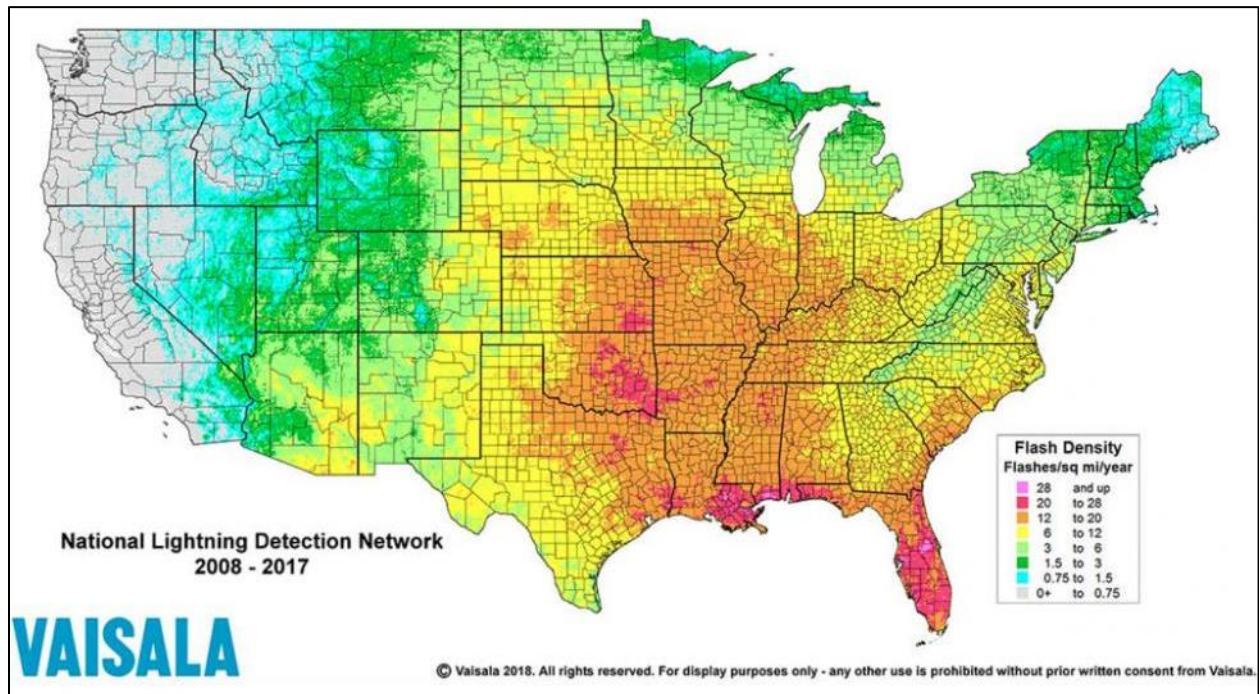 National Lightning Detection Network
2008 - 2017
Flash Density
Flashes/sq mi/year
28 and up
20 to 28
12 to 20
6 to 12
3 to 6
1.5 to 3
0.75 to 1.5
0+ to 0.75
VAISALA
© Vaisala 2018. All rights reserved. For display purposes only - any other use is prohibited without prior written consent from Vaisala.